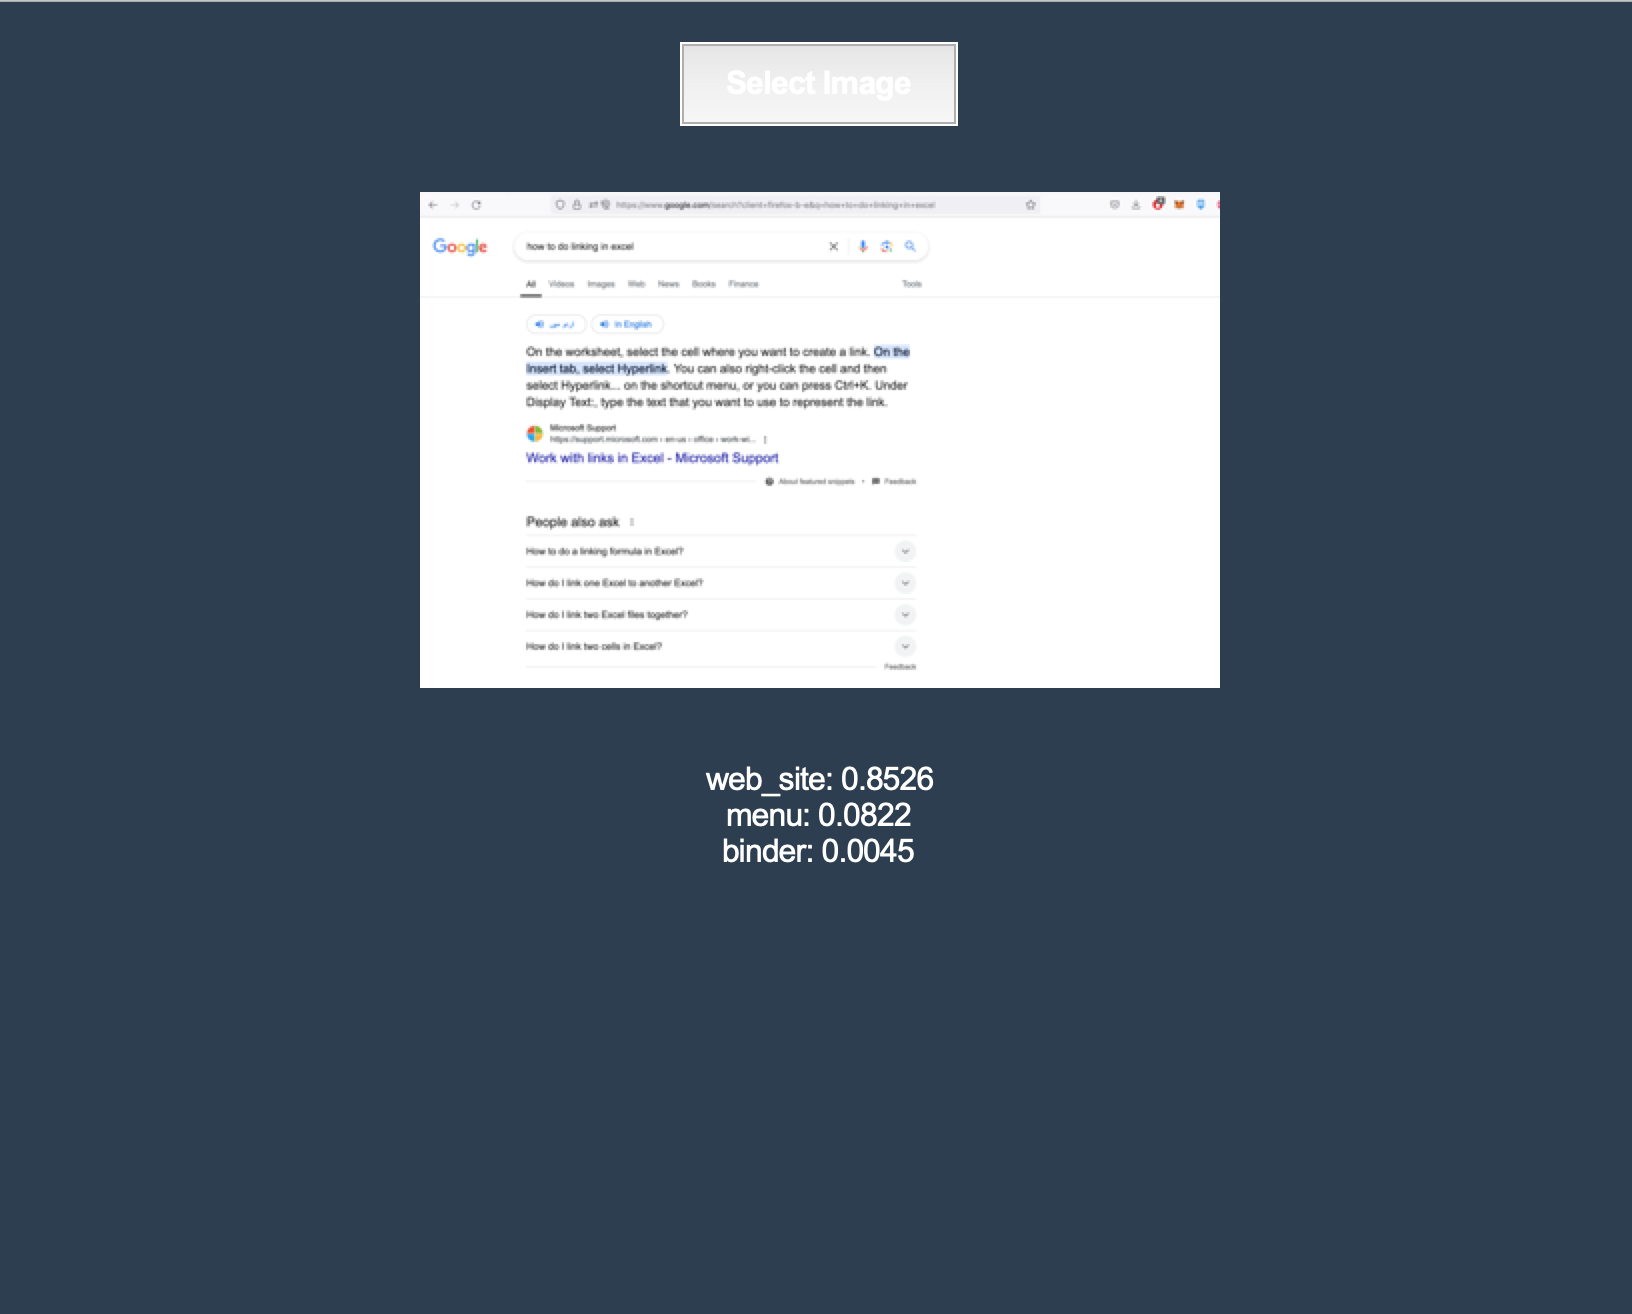 Select Image
https://www.google.com/search?client=firefox-b-e&q=how+to+do+linking+in+excel
Google
how to do linking in excel
All Videos Images Web News Books Finance Tools
In English
On the worksheet, select the cell where you want to create a link. On the
Insert tab, select Hyperlink. You can also right-click the cell and then
select Hyperlink... on the shortcut menu, or you can press Ctrl+K. Under
Display Text:, type the text that you want to use to represent the link.
Microsoft Support
https://support.microsoft.com › en-us › office › work-wi...
Work with links in Excel - Microsoft Support
About featured snippets • Feedback
People also ask
How to do a linking formula in Excel?
How do I link one Excel to another Excel?
How do I link two Excel files together?
How do I link two cells in Excel?
Feedback
web_site: 0.8526
menu: 0.0822
binder: 0.0045